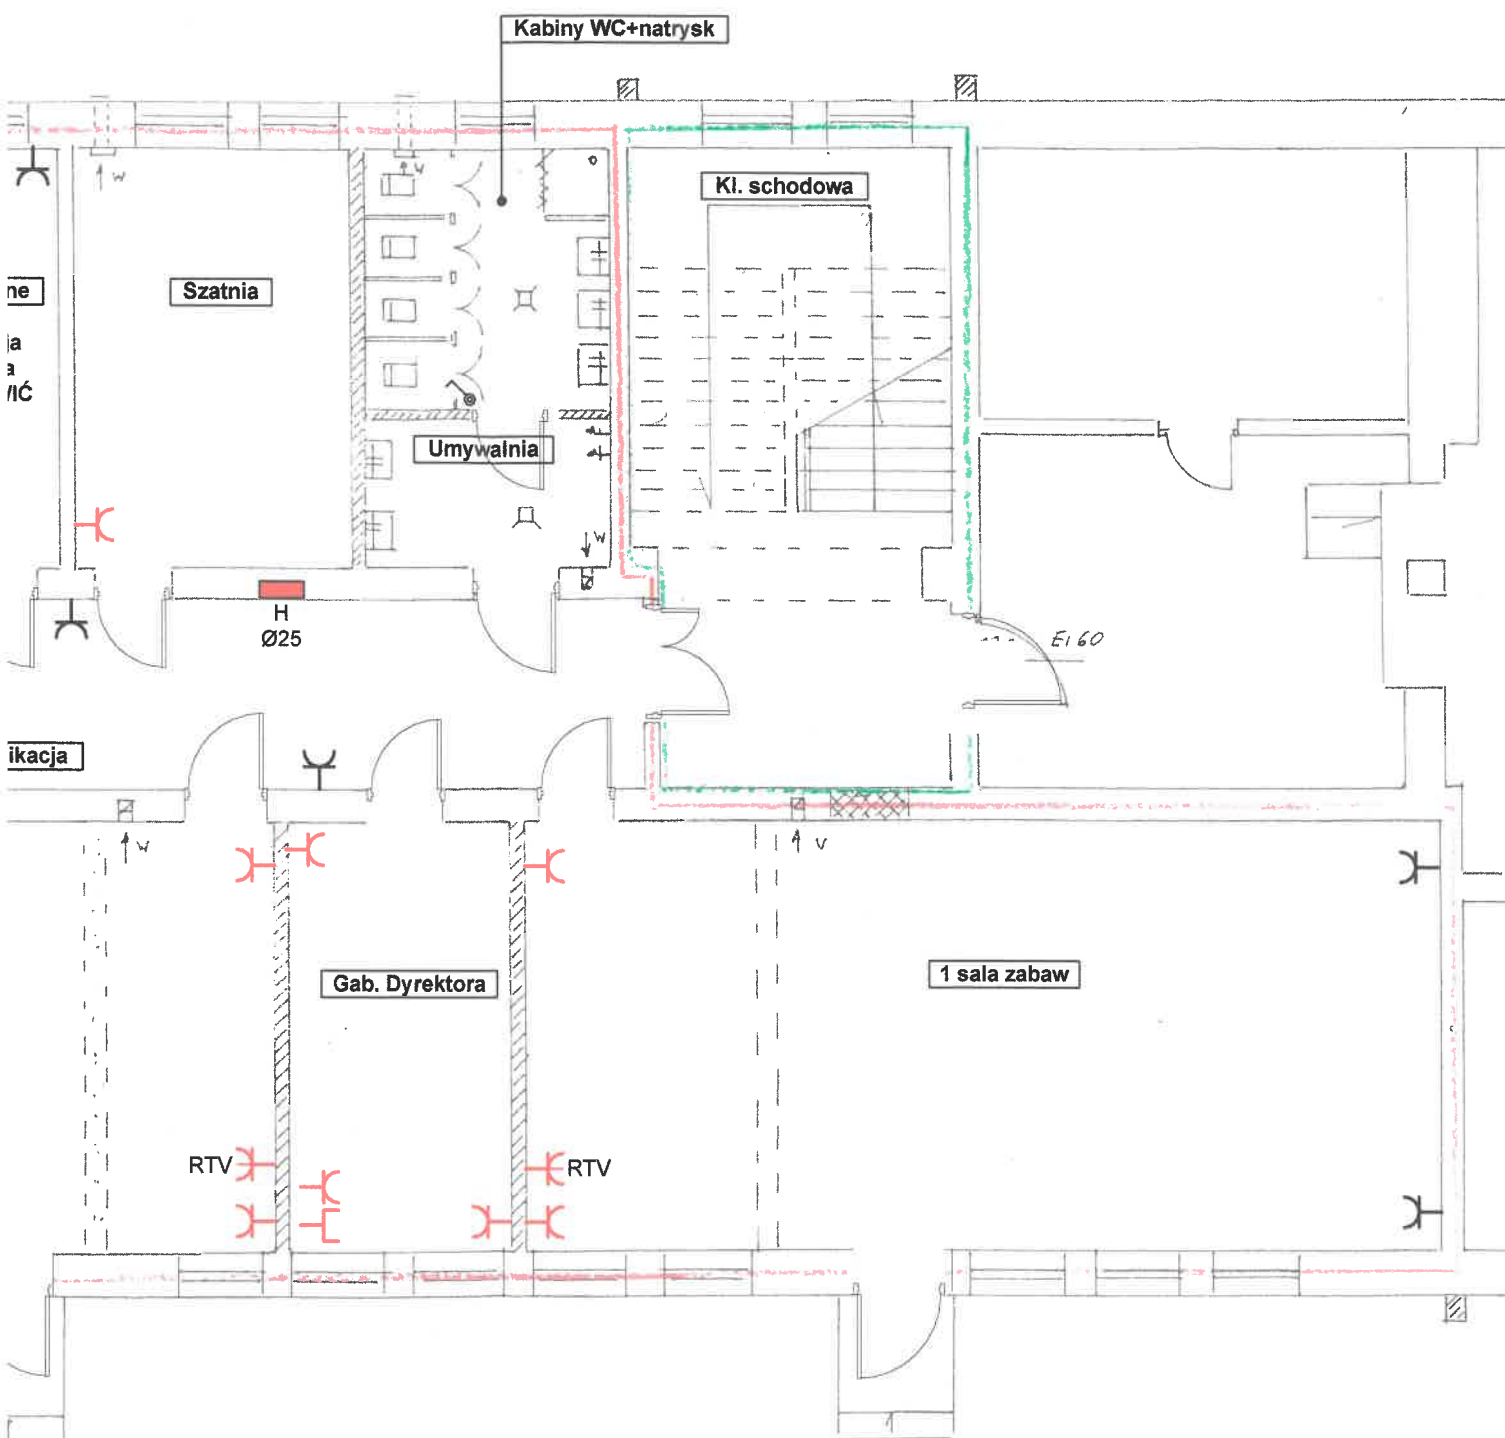 Kabiny WC+natrysk
W
Kl. schodowa
Szatnia
ne
ja
a
IĆ
Umywalnia
W
H
Ø25
EI 60
ikacja
W
V
Gab. Dyrektora
1 sala zabaw
RTV
RTV